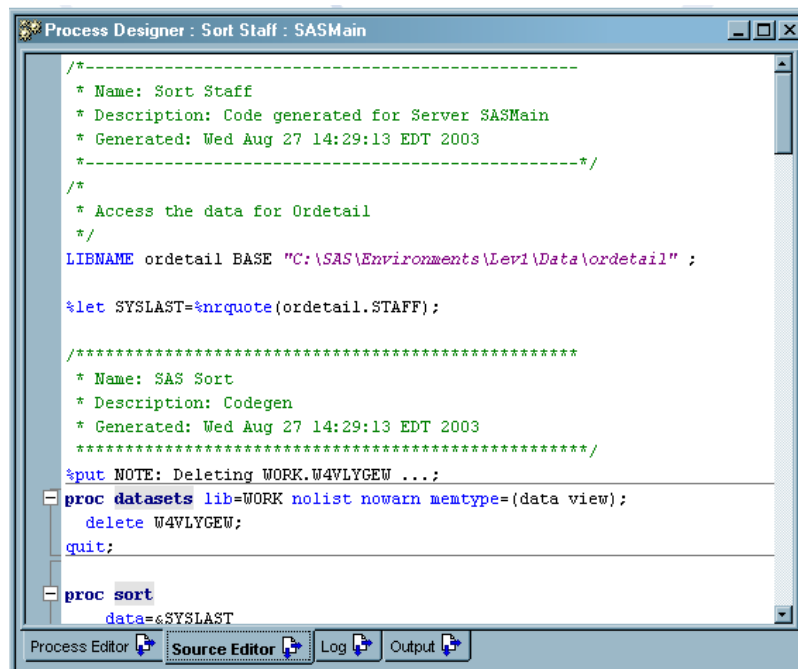 Process Designer : Sort Staff : SASMain
/*--------------------------------------------------
* Name: Sort Staff
* Description: Code generated for Server SASMain
* Generated: Wed Aug 27 14:29:13 EDT 2003
*--------------------------------------------------*/
/*
* Access the data for Ordetail
*/
LIBNAME ordetail BASE "C:\SAS\Environments\Lev1\Data\ordetail" ;
%let SYSLAST=%nrquote(ordetail.STAFF);
/***************************************************
* Name: SAS Sort
* Description: Codegen
* Generated: Wed Aug 27 14:29:13 EDT 2003
****************************************************/
%put NOTE: Deleting WORK.W4VLYGEW ...;
proc datasets lib=WORK nolist nowarn memtype=(data view);
delete W4VLYGEW;
quit;
proc sort
data=&SYSLAST
Process Editor Source Editor Log Output